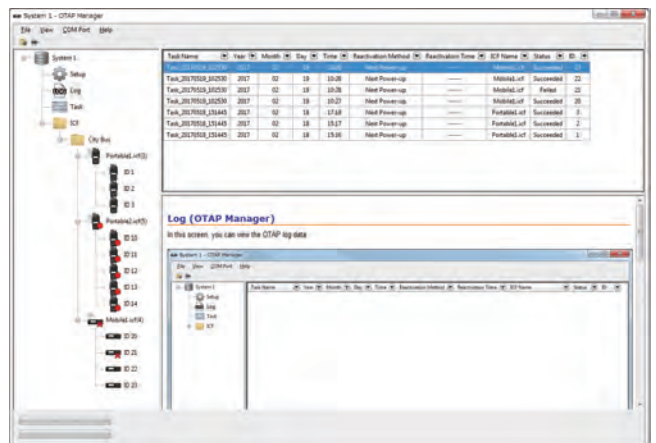 System 1 - OTAP Manager
File View COM Port Help
System 1
Setup
Log
Task
ICF
City Bus
Portable1.icf(3)
ID 1
ID 2
ID 3
Portable2.icf(5)
ID 10
ID 11
ID 12
ID 13
ID 14
Mobile1.icf(4)
ID 20
ID 21
ID 22
ID 23
Task Name Year Month Day Time Reactivation Method Reactivation Time ICF Name Status ID
Task_20170518_102530 2017 02 18 Next Power-up ------ Mobile1.icf Succeeded 23
Task_20170518_102530 2017 02 18 10:28 Next Power-up ------ Mobile1.icf Succeeded 22
Task_20170518_102530 2017 02 18 10:28 Next Power-up ------ Mobile1.icf Failed 21
Task_20170518_102530 2017 02 18 10:27 Next Power-up ------ Mobile1.icf Succeeded 20
Task_20170518_151445 2017 02 18 17:18 Next Power-up ------ Portable1.icf Succeeded 3
Task_20170518_151445 2017 02 18 15:17 Next Power-up ------ Portable1.icf Succeeded 2
Task_20170518_151445 2017 02 18 15:16 Next Power-up ------ Portable1.icf Succeeded 1
Log (OTAP Manager)
In this screen, you can view the OTAP log data
System 1 - OTAP Manager
File View COM Port Help
System 1
Setup
Log
Task
ICF
Task Name Year Month Day Time Reactivation Method Reactivation Time ICF Name Status ID